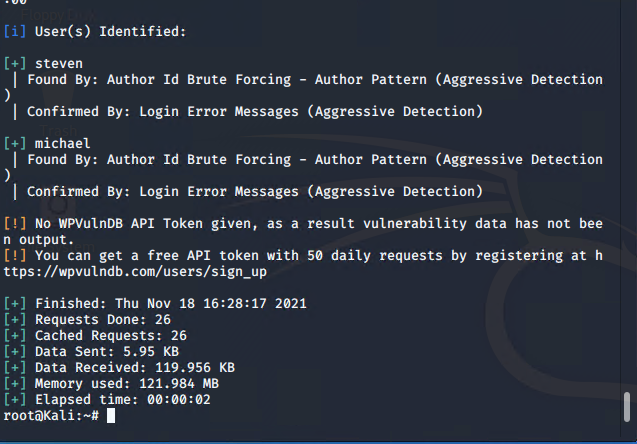 :00
[i] User(s) Identified:
[+] steven
| Found By: Author Id Brute Forcing - Author Pattern (Aggressive Detection
)
| Confirmed By: Login Error Messages (Aggressive Detection)
[+] michael
| Found By: Author Id Brute Forcing - Author Pattern (Aggressive Detection
)
| Confirmed By: Login Error Messages (Aggressive Detection)
[!] No WPVulnDB API Token given, as a result vulnerability data has not bee
n output.
[!] You can get a free API token with 50 daily requests by registering at h
ttps://wpvulndb.com/users/sign_up
[+] Finished: Thu Nov 18 16:28:17 2021
[+] Requests Done: 26
[+] Cached Requests: 26
[+] Data Sent: 5.95 KB
[+] Data Received: 119.956 KB
[+] Memory used: 121.984 MB
[+] Elapsed time: 00:00:02
root@Kali:~#